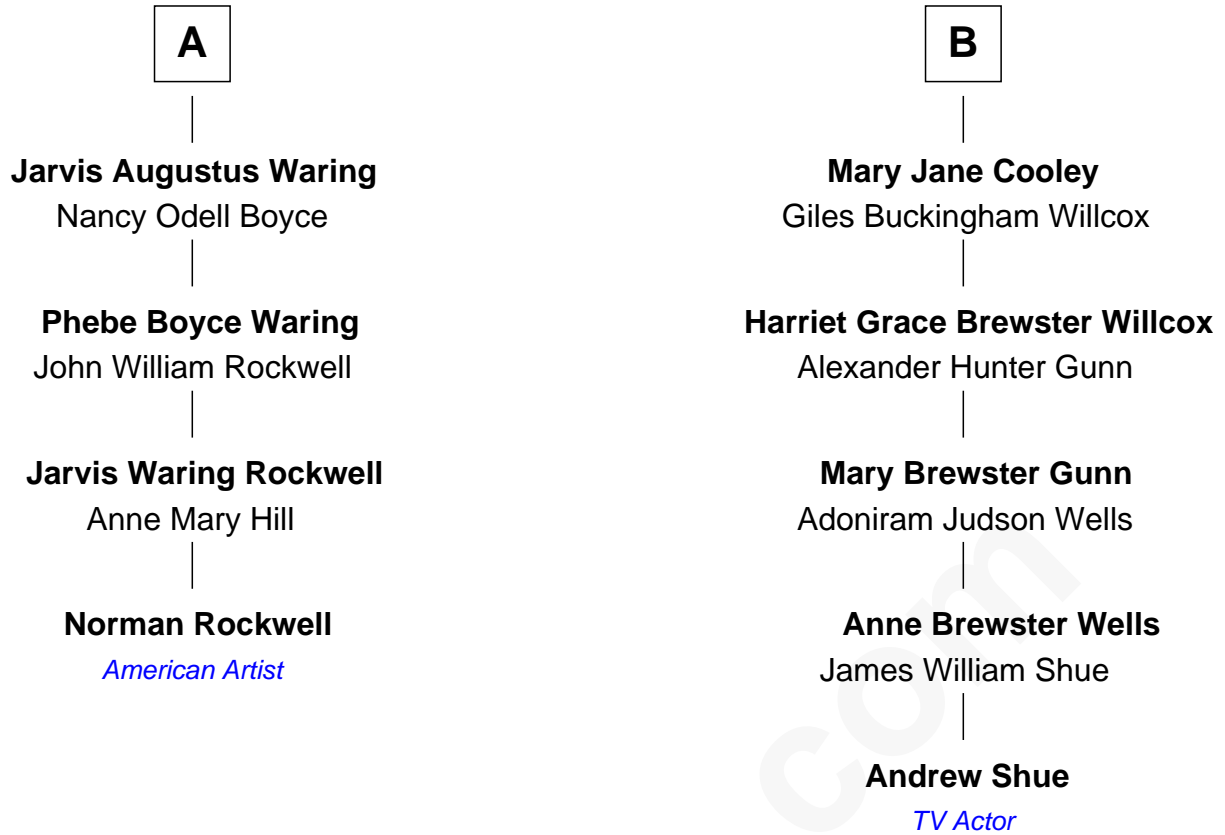 A
Jarvis Augustus Waring
Nancy Odell Boyce
Phebe Boyce Waring
John William Rockwell
Jarvis Waring Rockwell
Anne Mary Hill
Norman Rockwell
American Artist
B
Mary Jane Cooley
Giles Buckingham Willcox
Harriet Grace Brewster Willcox
Alexander Hunter Gunn
Mary Brewster Gunn
Adoniram Judson Wells
Anne Brewster Wells
James William Shue
Andrew Shue
TV Actor
com